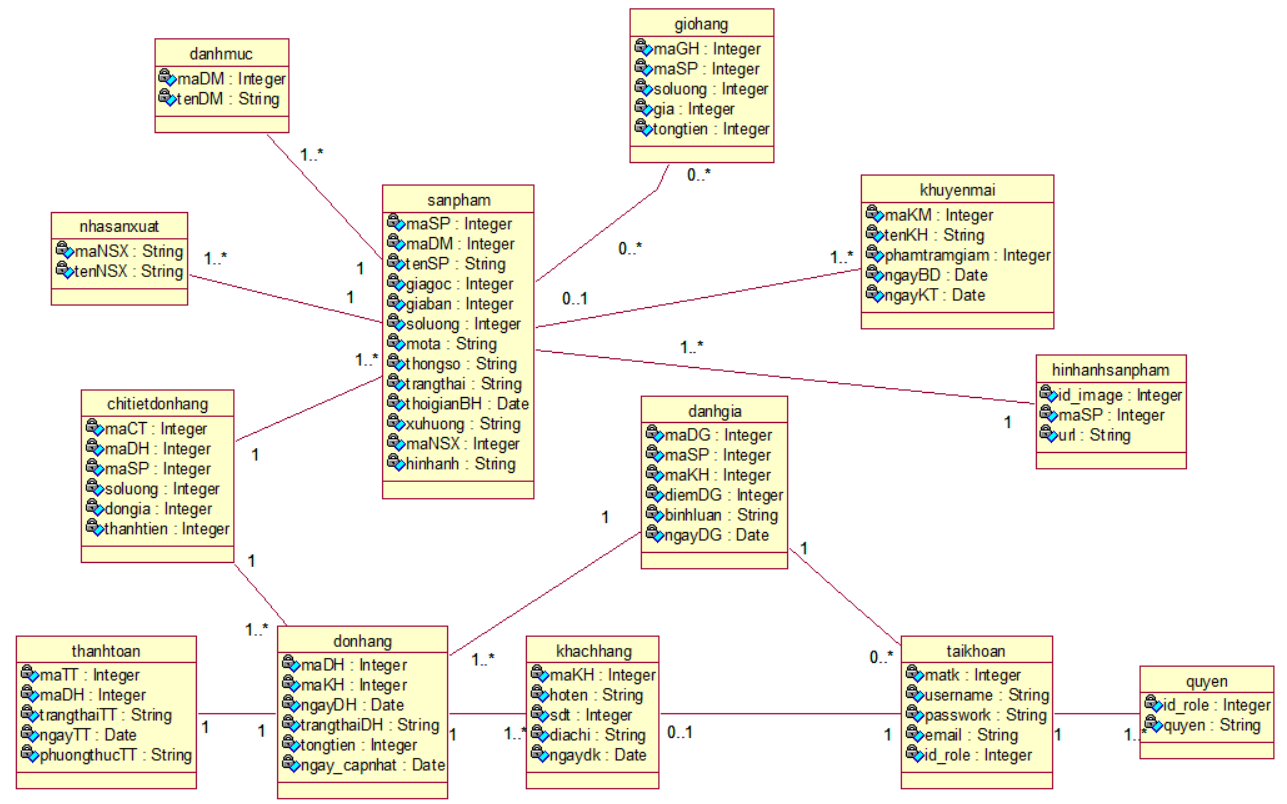 giohang
maGH : Integer
maSP : Integer
soluong : Integer
gia : Integer
tongtien : Integer
danhmuc
maDM : Integer
tenDM : String
1..*
0..*
sanpham
maSP : Integer
maDM : Integer
tenSP : String
giagoc : Integer
giaban : Integer
soluong : Integer
mota : String
thongso : String
trangthai : String
thoigianBH : Date
xuhuong : String
maNSX : Integer
hinhanh : String
khuyenmai
maKM : Integer
tenKH : String
phamtramgiam : Integer
ngayBD : Date
ngayKT : Date
nhasanxuat
maNSX : String
tenNSX : String
1..*
1
1
0..*
1..*
0..1
1..*
1..*
1
hinhanhsanpham
id_image : Integer
maSP : Integer
url : String
chitietdonhang
maCT : Integer
maDH : Integer
maSP : Integer
soluong : Integer
dongia : Integer
thanhtien : Integer
1
danhgia
maDG : Integer
maSP : Integer
maKH : Integer
diemDG : Integer
binhluan : String
ngayDG : Date
1
1
1
1..*
1..*
0..*
thanhtoan
maTT : Integer
maDH : Integer
trangthaiTT : String
ngayTT : Date
phuongthucTT : String
1
1
donhang
maDH : Integer
maKH : Integer
ngayDH : Date
trangthaiDH : String
tongtien : Integer
ngay_capnhat : Date
1
1..*
khachhang
maKH : Integer
hoten : String
sdt : Integer
diachi : String
ngaydk : Date
0..1
1
taikhoan
matk : Integer
username : String
passwork : String
email : String
id_role : Integer
1
1..*
quyen
id_role : Integer
quyen : String